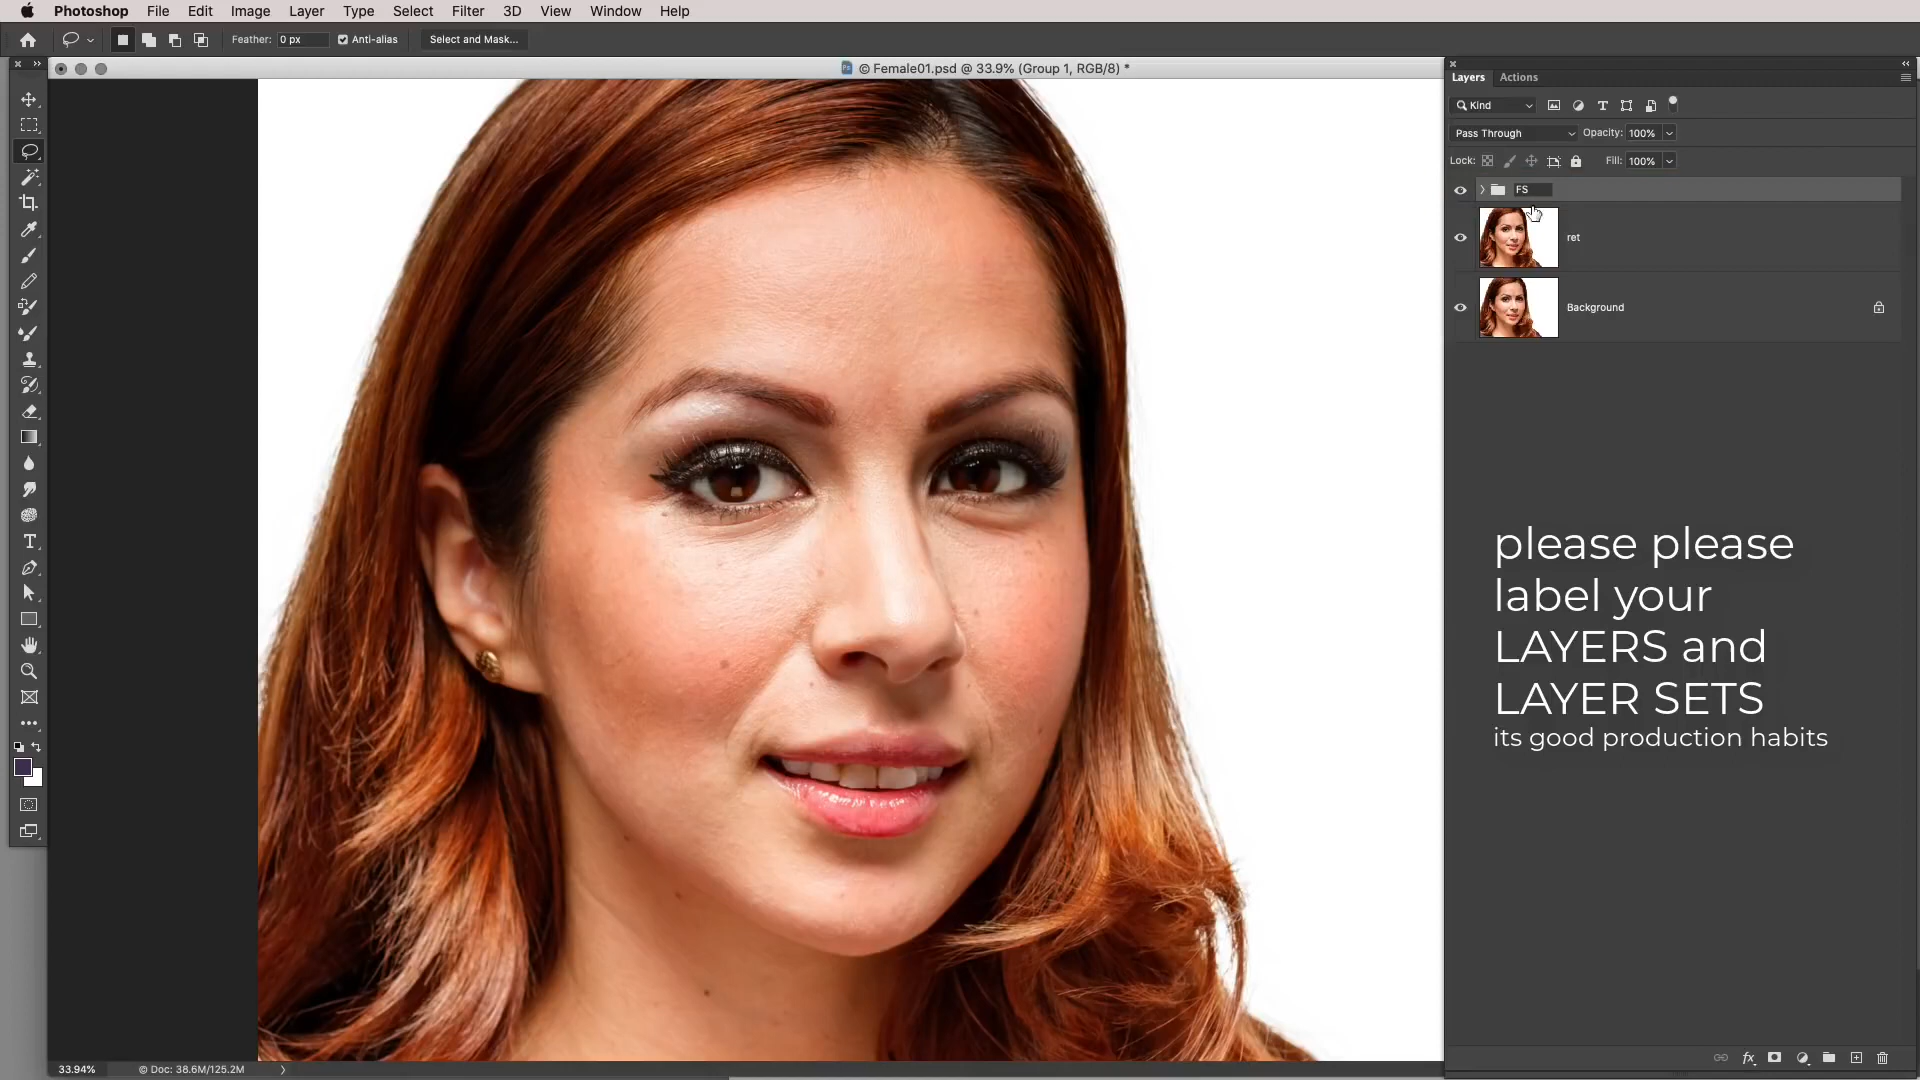 Photoshop File Edit Image Layer Type Select Filter 3D View Window Help
Feather: 0 px Anti-alias Select and Mask...
© Female01.psd @ 33.9% (Group 1, RGB/8) *
Layers Actions
Kind
Pass Through Opacity: 100%
Lock: Fill: 100%
FS
ret
Background
please please
label your
LAYERS and
LAYER SETS
its good production habits
33.94% © Doc: 38.6M/125.2M